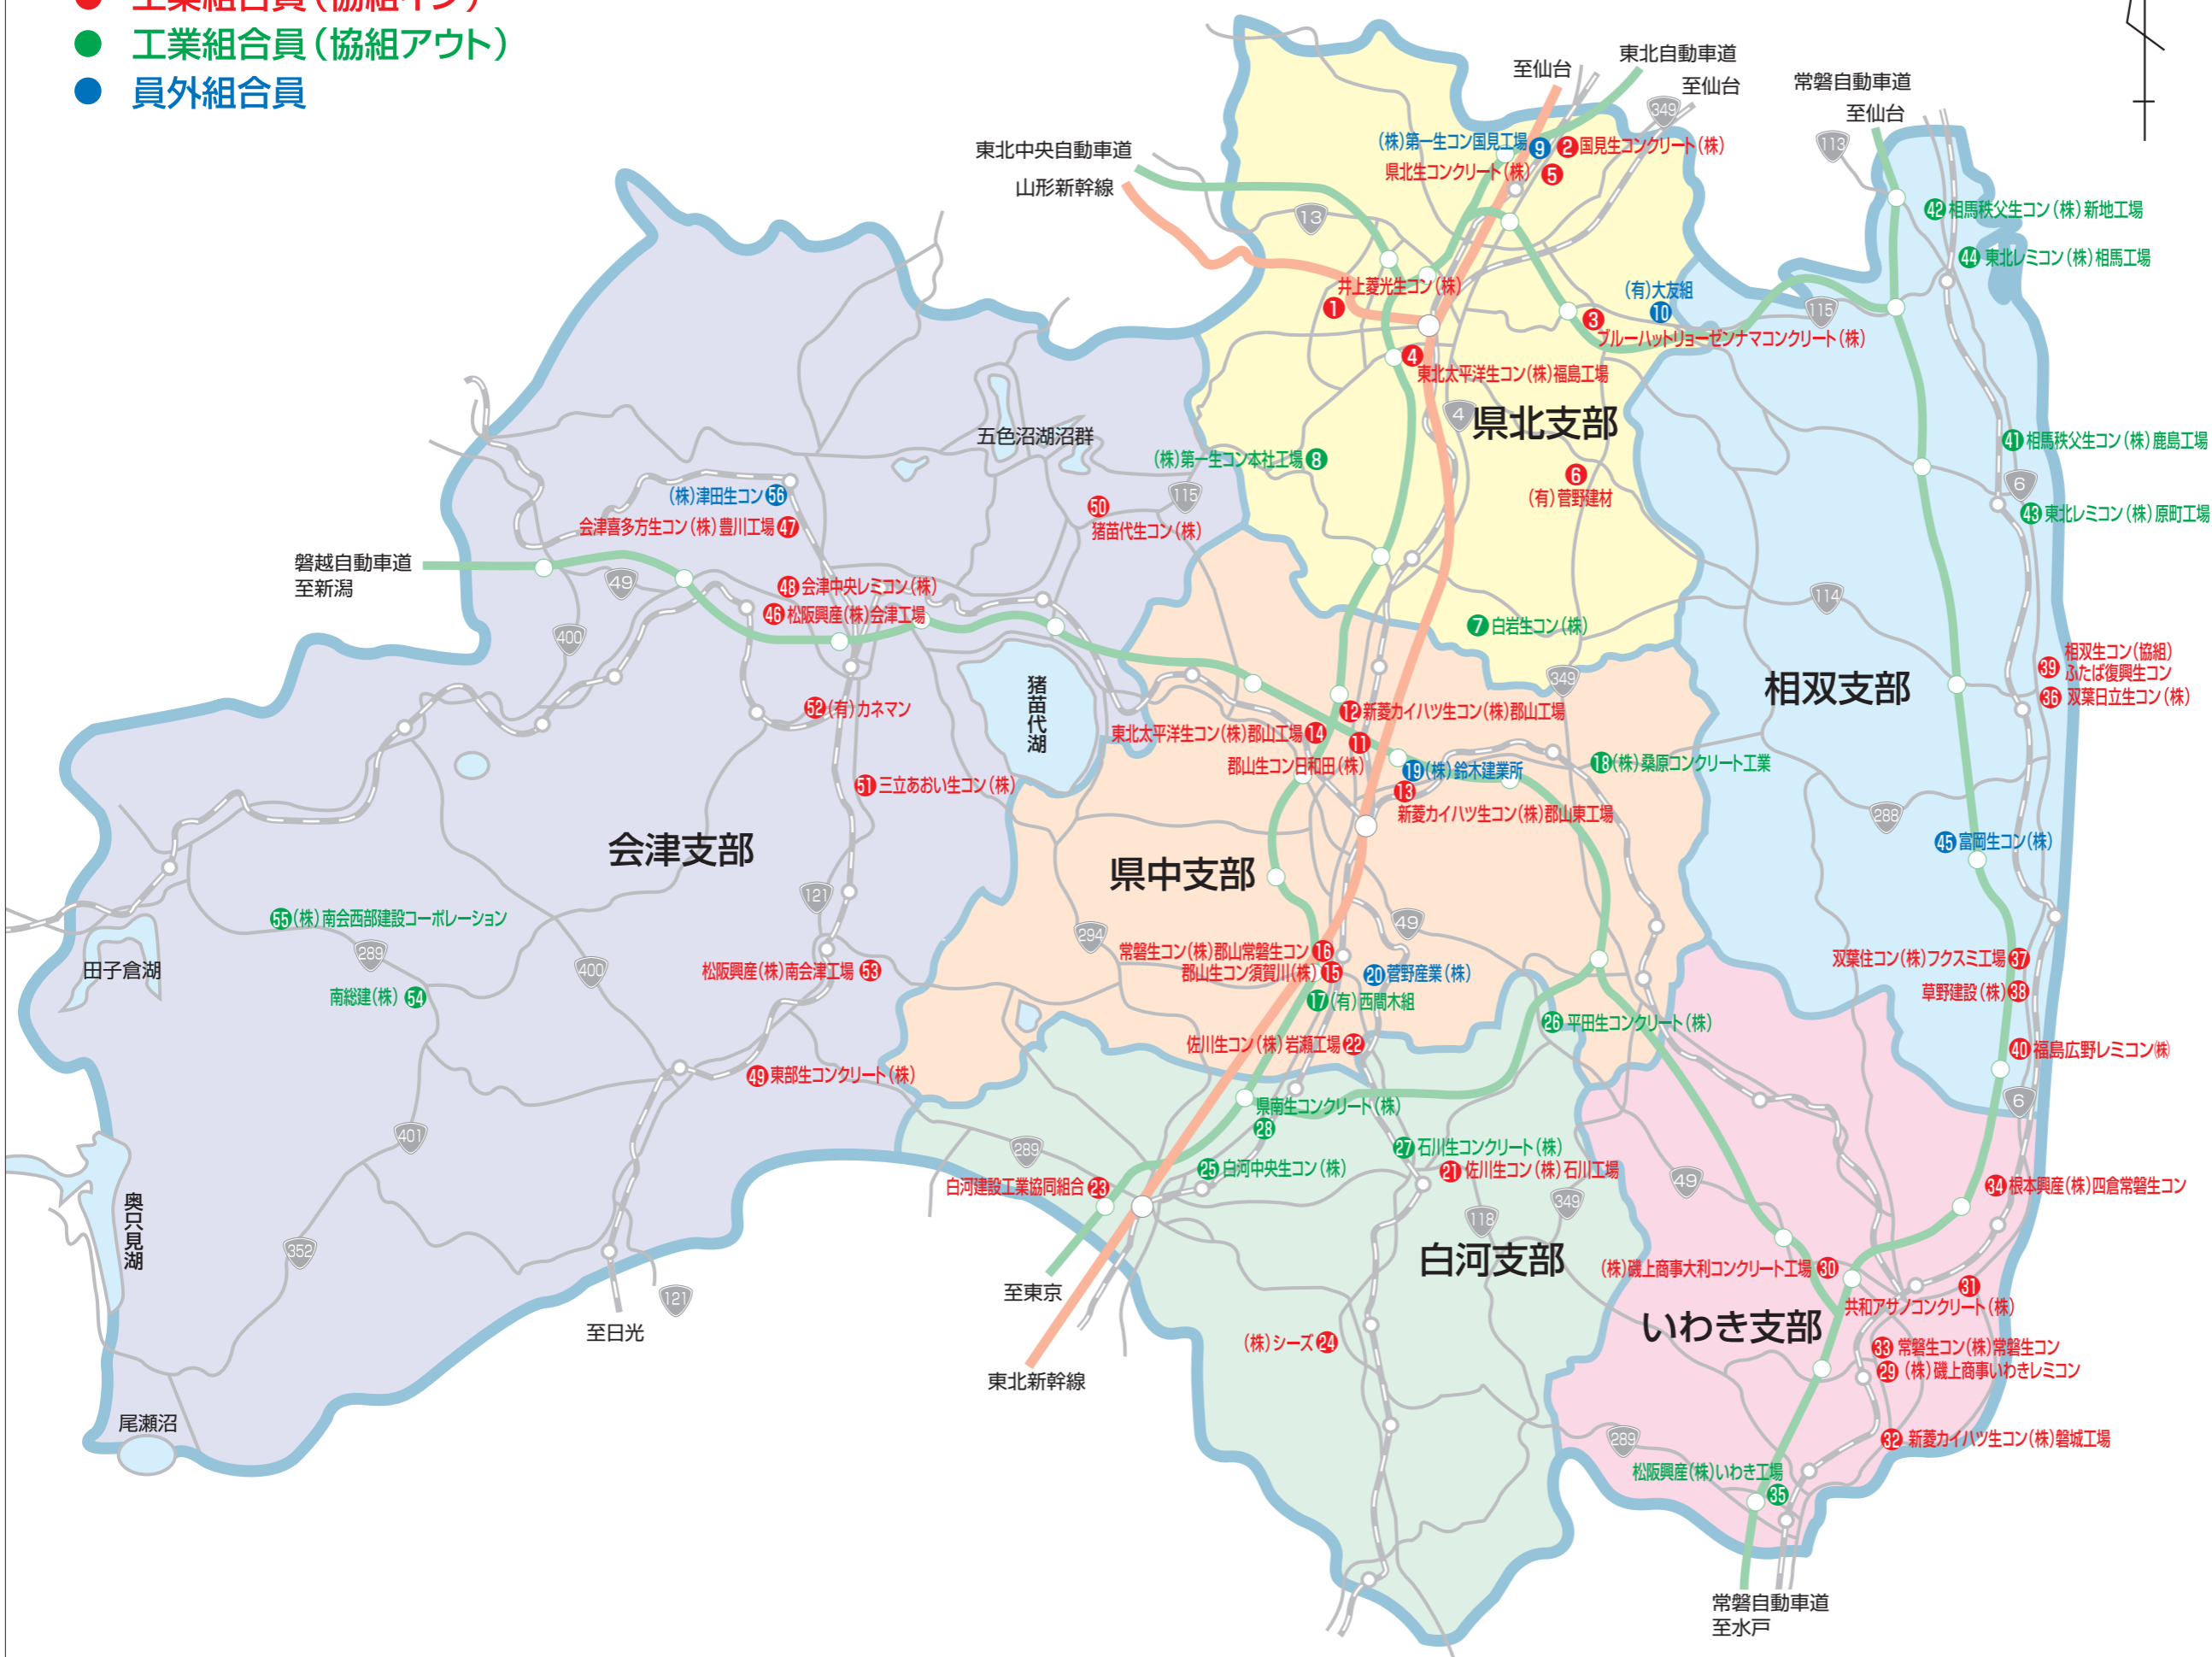 工業組合員（協組イン）
工業組合員（協組アウト）
員外組合員
至仙台
東北自動車道
至仙台
常磐自動車道
至仙台
349
113
東北中央自動車道
山形新幹線
13
(株)第一生コン国見工場 9
2 国見生コンクリート(株)
県北生コンクリート(株) 5
42 相馬秩父生コン(株)新地工場
44 東北レミコン(株)相馬工場
井上菱光生コン(株)
1
(有)大友組
10
3
ブルーハットリョーゼンナマコンクリート(株)
115
4
東北太平洋生コン(株)福島工場
4
県北支部
五色沼湖沼群
(株)第一生コン本社工場 8
6
(有)菅野建材
41 相馬秩父生コン(株)鹿島工場
6
43 東北レミコン(株)原町工場
(株)津田生コン 56
会津喜多方生コン(株)豊川工場 47
50
猪苗代生コン(株)
115
磐越自動車道
至新潟
49
48 会津中央レミコン(株)
46 松阪興産(株)会津工場
400
7 白岩生コン(株)
114
349
相双支部
39 相双生コン(協組)
ふたば復興生コン
36 双葉日立生コン(株)
猪苗代湖
52 (有)カネマン
12 新菱カイハツ生コン(株)郡山工場
東北太平洋生コン(株)郡山工場 14
11
郡山生コン日和田(株)
19 (株)鈴木建業所
13
新菱カイハツ生コン(株)郡山東工場
18 (株)桑原コンクリート工業
51 三立あおい生コン(株)
288
45 富岡生コン(株)
会津支部
県中支部
121
55 (株)南会西部建設コーポレーション
289
田子倉湖
400
南総建(株) 54
松阪興産(株)南会津工場 53
294
49
常磐生コン(株)郡山常磐生コン 16
郡山生コン須賀川(株) 15
20 菅野産業(株)
17 (有)西間木組
双葉住コン(株)フクスミ工場 37
草野建設(株) 38
26 平田生コンクリート(株)
佐川生コン(株)岩瀬工場 22
40 福島広野レミコン㈱
6
49 東部生コンクリート(株)
県南生コンクリート(株)
28
401
289
27 石川生コンクリート(株)
25 白河中央生コン(株)
21 佐川生コン(株)石川工場
白河建設工業協同組合 23
349
118
49
34 根本興産(株)四倉常磐生コン
奥只見湖
352
白河支部
(株)磯上商事大利コンクリート工場 30
31
共和アサノコンクリート(株)
至東京
121
至日光
いわき支部
(株)シーズ 24
33 常磐生コン(株)常磐生コン
29 (株)磯上商事いわきレミコン
東北新幹線
尾瀬沼
289
32 新菱カイハツ生コン(株)磐城工場
松阪興産(株)いわき工場
35
常磐自動車道
至水戸